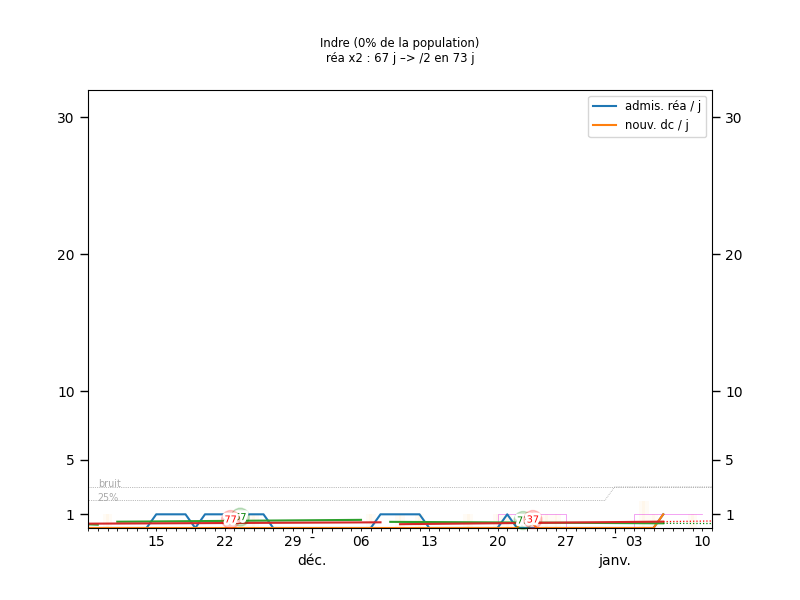 Indre (0% de la population)
réa x2 : 67 j –> /2 en 73 j
admis. réa / j
nouv. dc / j
30 30
20 20
10 10
5 5
bruit
25%
1 77 37 1
15 22 29 - 06 13 20 27 - 03 10
déc. janv.